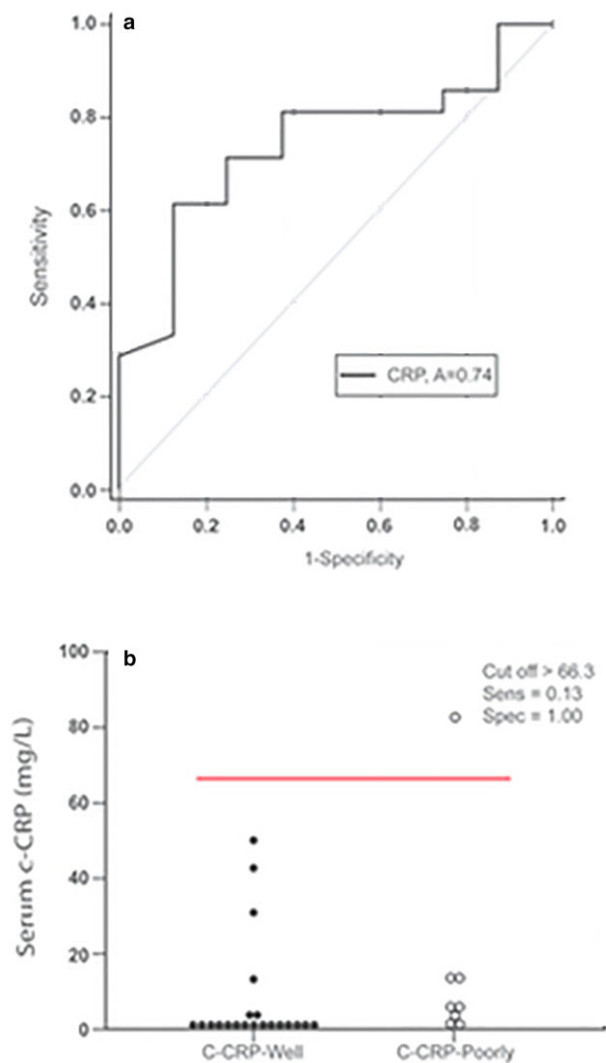 a
1.0
0.8
0.6
0.4
0.2
0.0
Sensitivity
CRP, A=0.74
0.0 0.2 0.4 0.6 0.8 1.0
1-Specificity
b
100
80
60
40
20
0
Serum c-CRP (mg/L)
Cut off > 66.3
Sens = 0.13
Spec = 1.00
C-CRP-Well C-CRP-Poorly